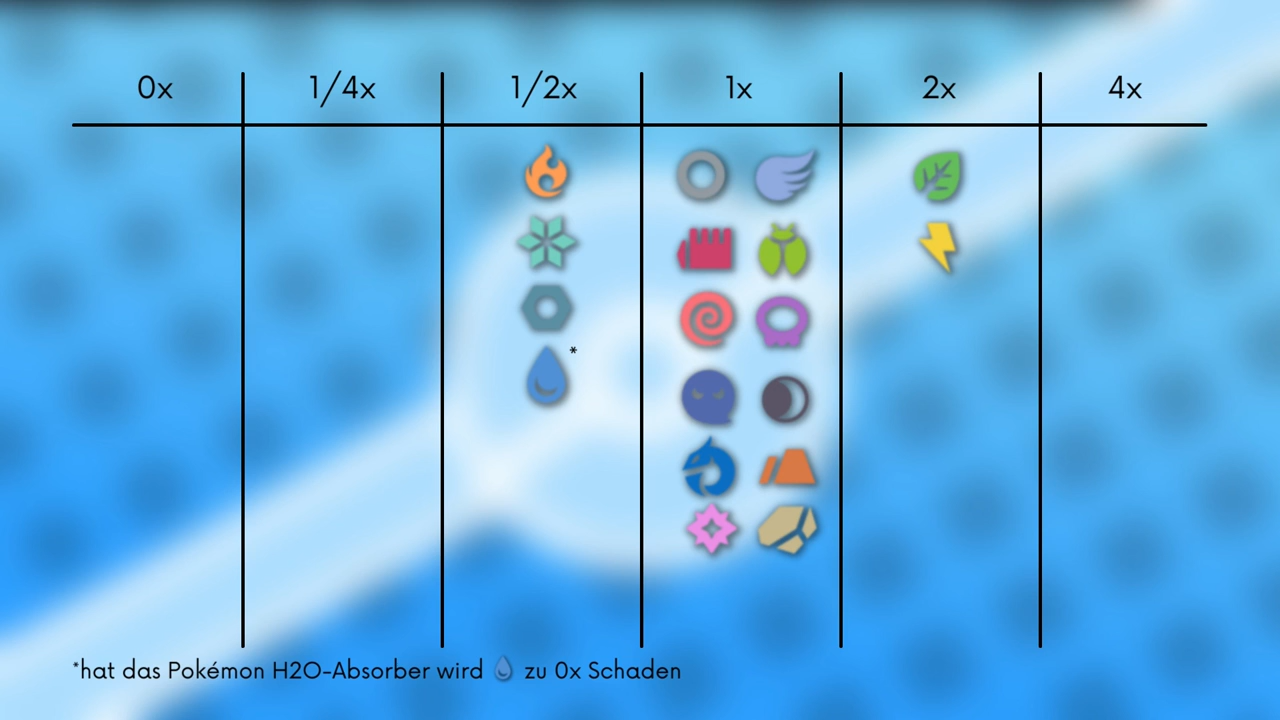 0x 1/4x 1/2x 1x 2x 4x
*
*hat das Pokémon H2O-Absorber wird zu 0x Schaden